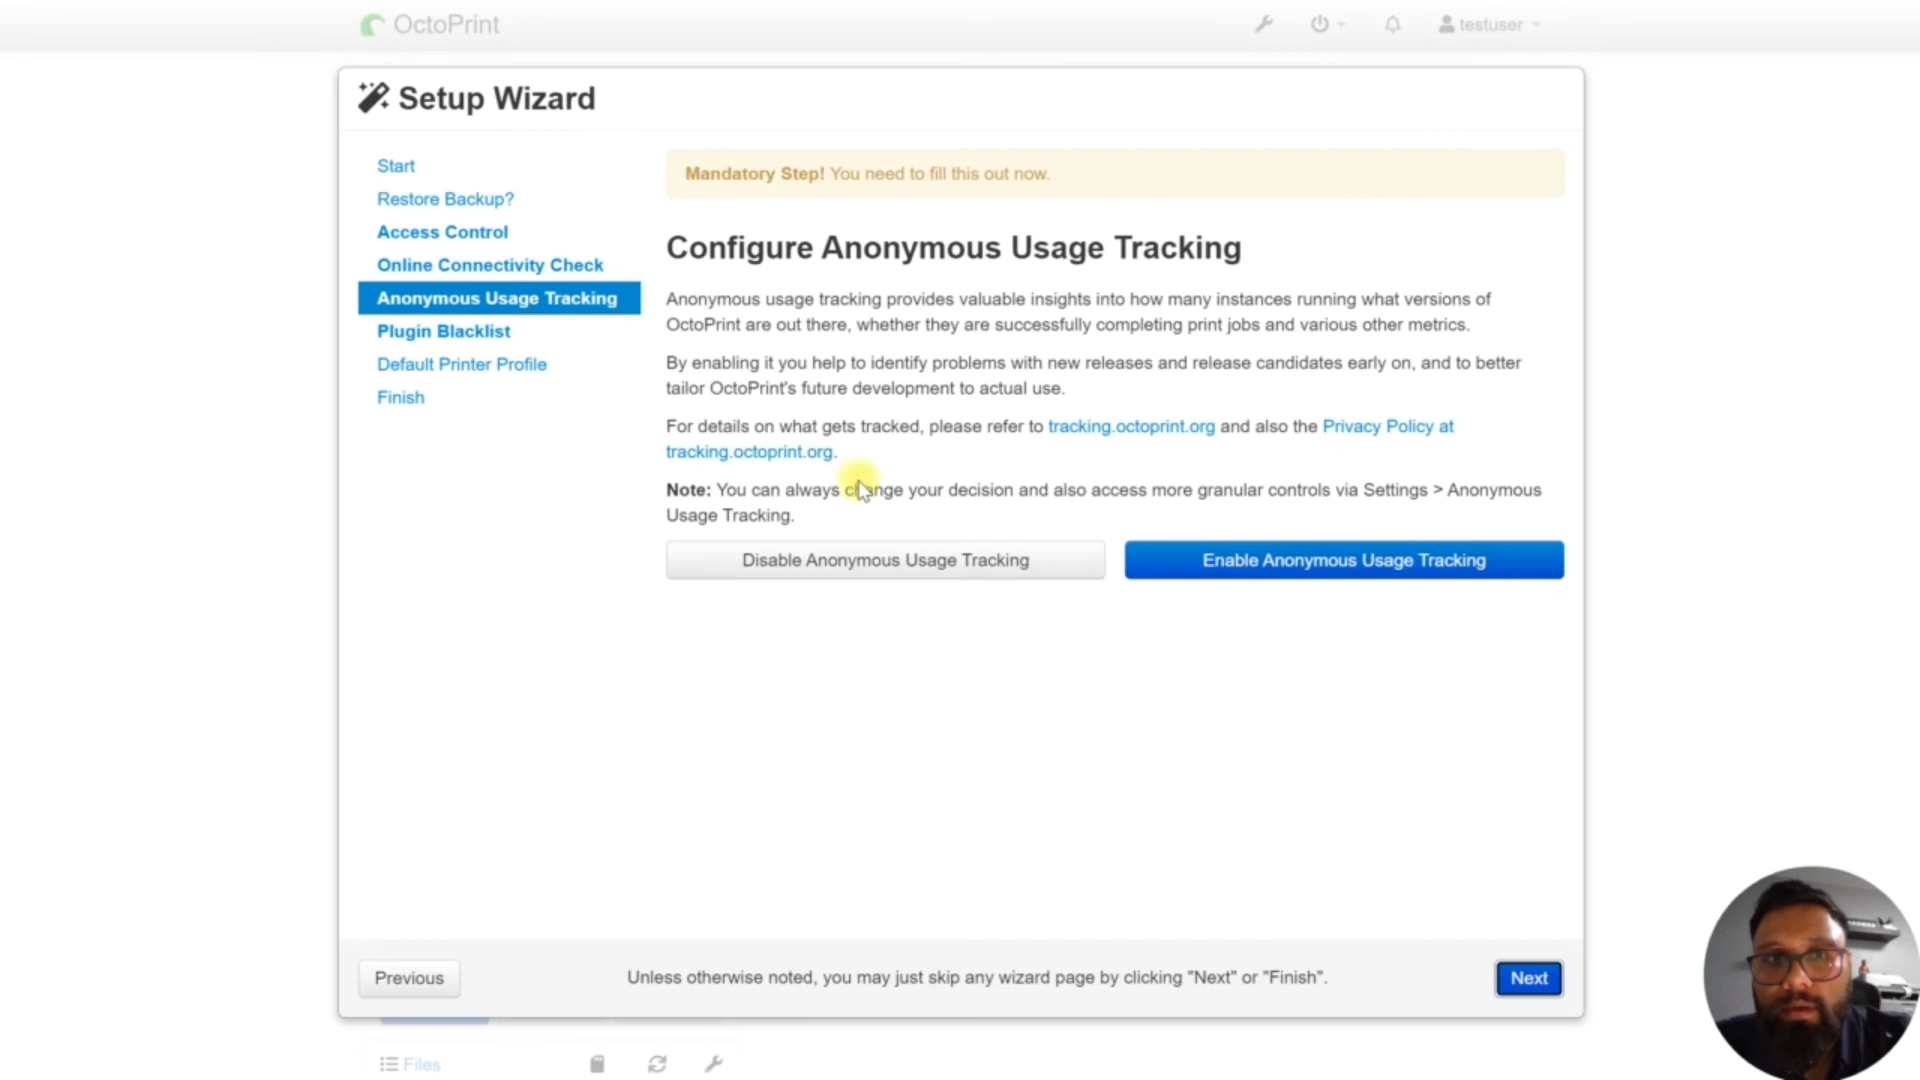 OctoPrint
testuser
Setup Wizard
Start
Restore Backup?
Access Control
Online Connectivity Check
Anonymous Usage Tracking
Plugin Blacklist
Default Printer Profile
Finish
Mandatory Step! You need to fill this out now.
Configure Anonymous Usage Tracking
Anonymous usage tracking provides valuable insights into how many instances running what versions of
OctoPrint are out there, whether they are successfully completing print jobs and various other metrics.
By enabling it you help to identify problems with new releases and release candidates early on, and to better
tailor OctoPrint's future development to actual use.
For details on what gets tracked, please refer to tracking.octoprint.org and also the Privacy Policy at
tracking.octoprint.org.
Note: You can always change your decision and also access more granular controls via Settings > Anonymous
Usage Tracking.
Disable Anonymous Usage Tracking
Enable Anonymous Usage Tracking
Previous
Unless otherwise noted, you may just skip any wizard page by clicking "Next" or "Finish".
Next
Files